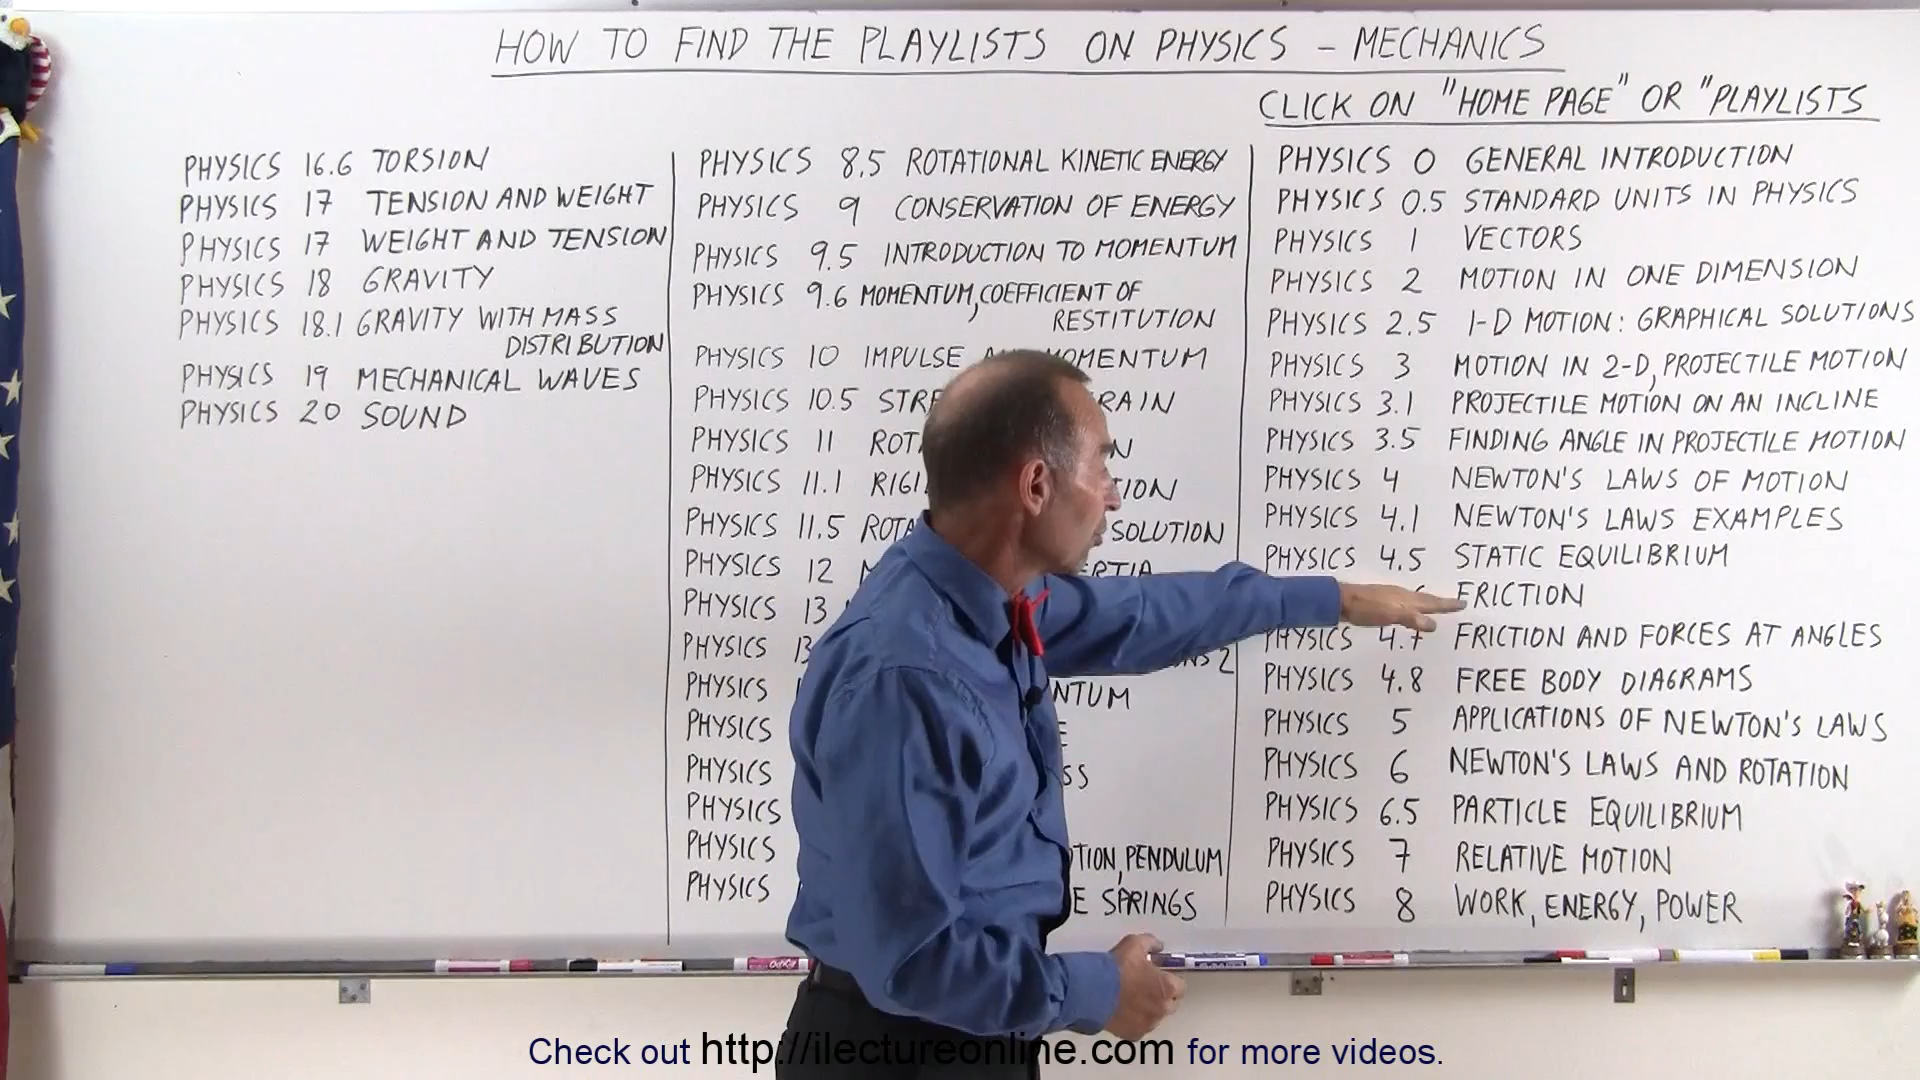 HOW TO FIND THE PLAYLISTS ON PHYSICS - MECHANICS
CLICK ON "HOME PAGE" OR "PLAYLISTS
PHYSICS 16.6 TORSION
PHYSICS 17 TENSION AND WEIGHT
PHYSICS 17 WEIGHT AND TENSION
PHYSICS 18 GRAVITY
PHYSICS 18.1 GRAVITY WITH MASS
DISTRIBUTION
PHYSICS 19 MECHANICAL WAVES
PHYSICS 20 SOUND
PHYSICS 8.5 ROTATIONAL KINETIC ENERGY
PHYSICS 9 CONSERVATION OF ENERGY
PHYSICS 9.5 INTRODUCTION TO MOMENTUM
PHYSICS 9.6 MOMENTUM, COEFFICIENT OF
RESTITUTION
PHYSICS 10 IMPULSE MOMENTUM
PHYSICS 10.5
PHYSICS 11
PHYSICS 11.1
PHYSICS 11.5 SOLUTION
PHYSICS 12
PHYSICS 13
PHYSICS
PHYSICS
PHYSICS
PHYSICS
PHYSICS
PHYSICS PENDULUM
PHYSICS SPRINGS
PHYSICS 0 GENERAL INTRODUCTION
PHYSICS 0.5 STANDARD UNITS IN PHYSICS
PHYSICS 1 VECTORS
PHYSICS 2 MOTION IN ONE DIMENSION
PHYSICS 2.5 1-D MOTION: GRAPHICAL SOLUTIONS
PHYSICS 3 MOTION IN 2-D, PROJECTILE MOTION
PHYSICS 3.1 PROJECTILE MOTION ON AN INCLINE
PHYSICS 3.5 FINDING ANGLE IN PROJECTILE MOTION
PHYSICS 4 NEWTON'S LAWS OF MOTION
PHYSICS 4.1 NEWTON'S LAWS EXAMPLES
PHYSICS 4.5 STATIC EQUILIBRIUM
FRICTION
PHYSICS 4.7 FRICTION AND FORCES AT ANGLES
PHYSICS 4.8 FREE BODY DIAGRAMS
PHYSICS 5 APPLICATIONS OF NEWTON'S LAWS
PHYSICS 6 NEWTON'S LAWS AND ROTATION
PHYSICS 6.5 PARTICLE EQUILIBRIUM
PHYSICS 7 RELATIVE MOTION
PHYSICS 8 WORK, ENERGY, POWER
Check out http://ilectureonline.com for more videos.